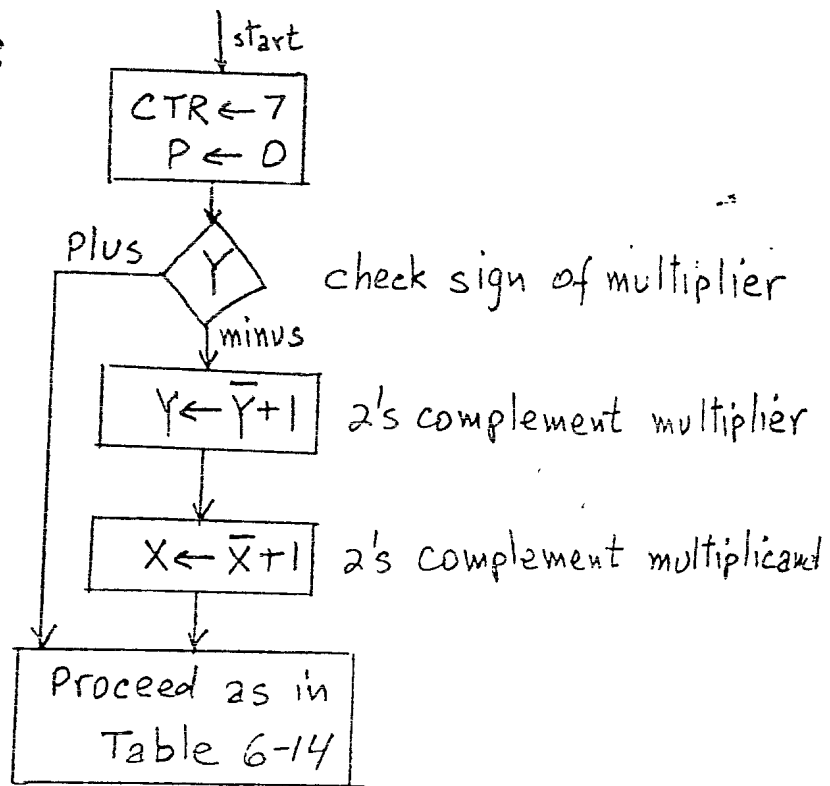 start
CTR ← 7
P ← 0
Plus
Y
check sign of multiplier
minus
Y ← Y̅ + 1
2's complement multiplier
X ← X̅ + 1
2's complement multiplicand
Proceed as in
Table 6-14